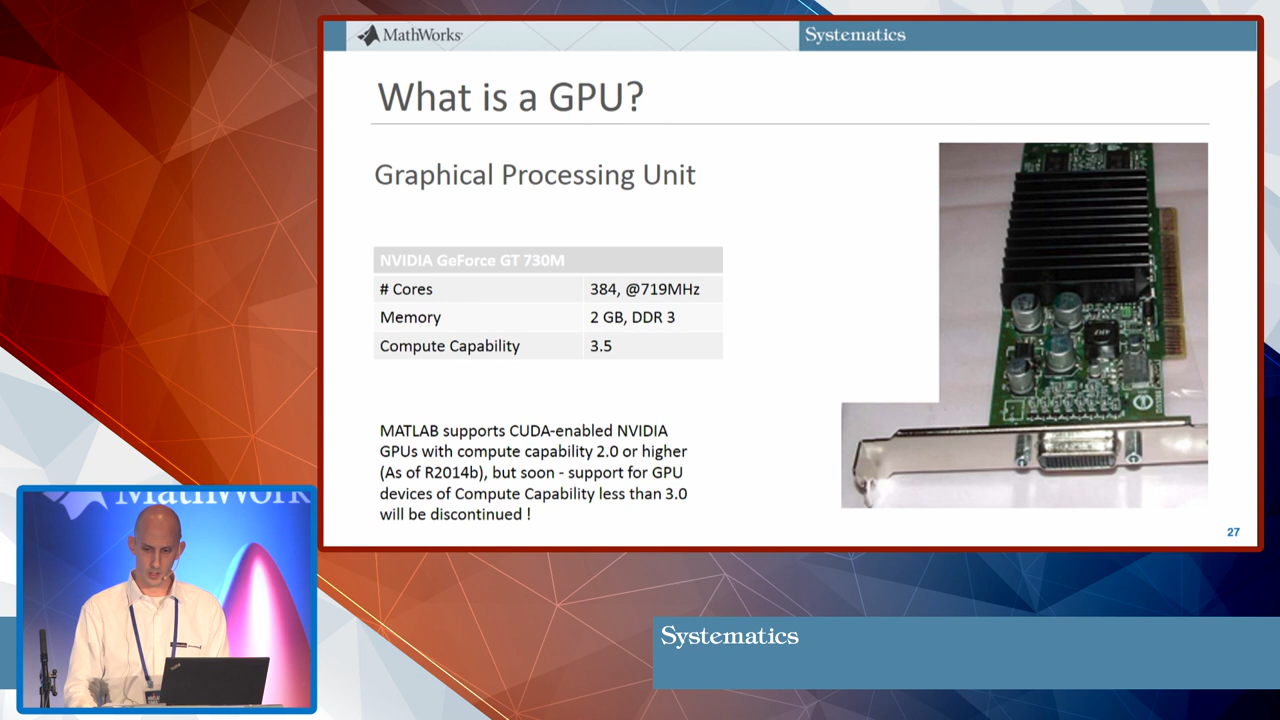 MathWorks
Systematics
What is a GPU?
Graphical Processing Unit
NVIDIA GeForce GT 730M
# Cores 384, @719MHz
Memory 2 GB, DDR 3
Compute Capability 3.5
MATLAB supports CUDA-enabled NVIDIA
GPUs with compute capability 2.0 or higher
(As of R2014b), but soon - support for GPU
devices of Compute Capability less than 3.0
will be discontinued !
4R7
27
MathWorks
Systematics